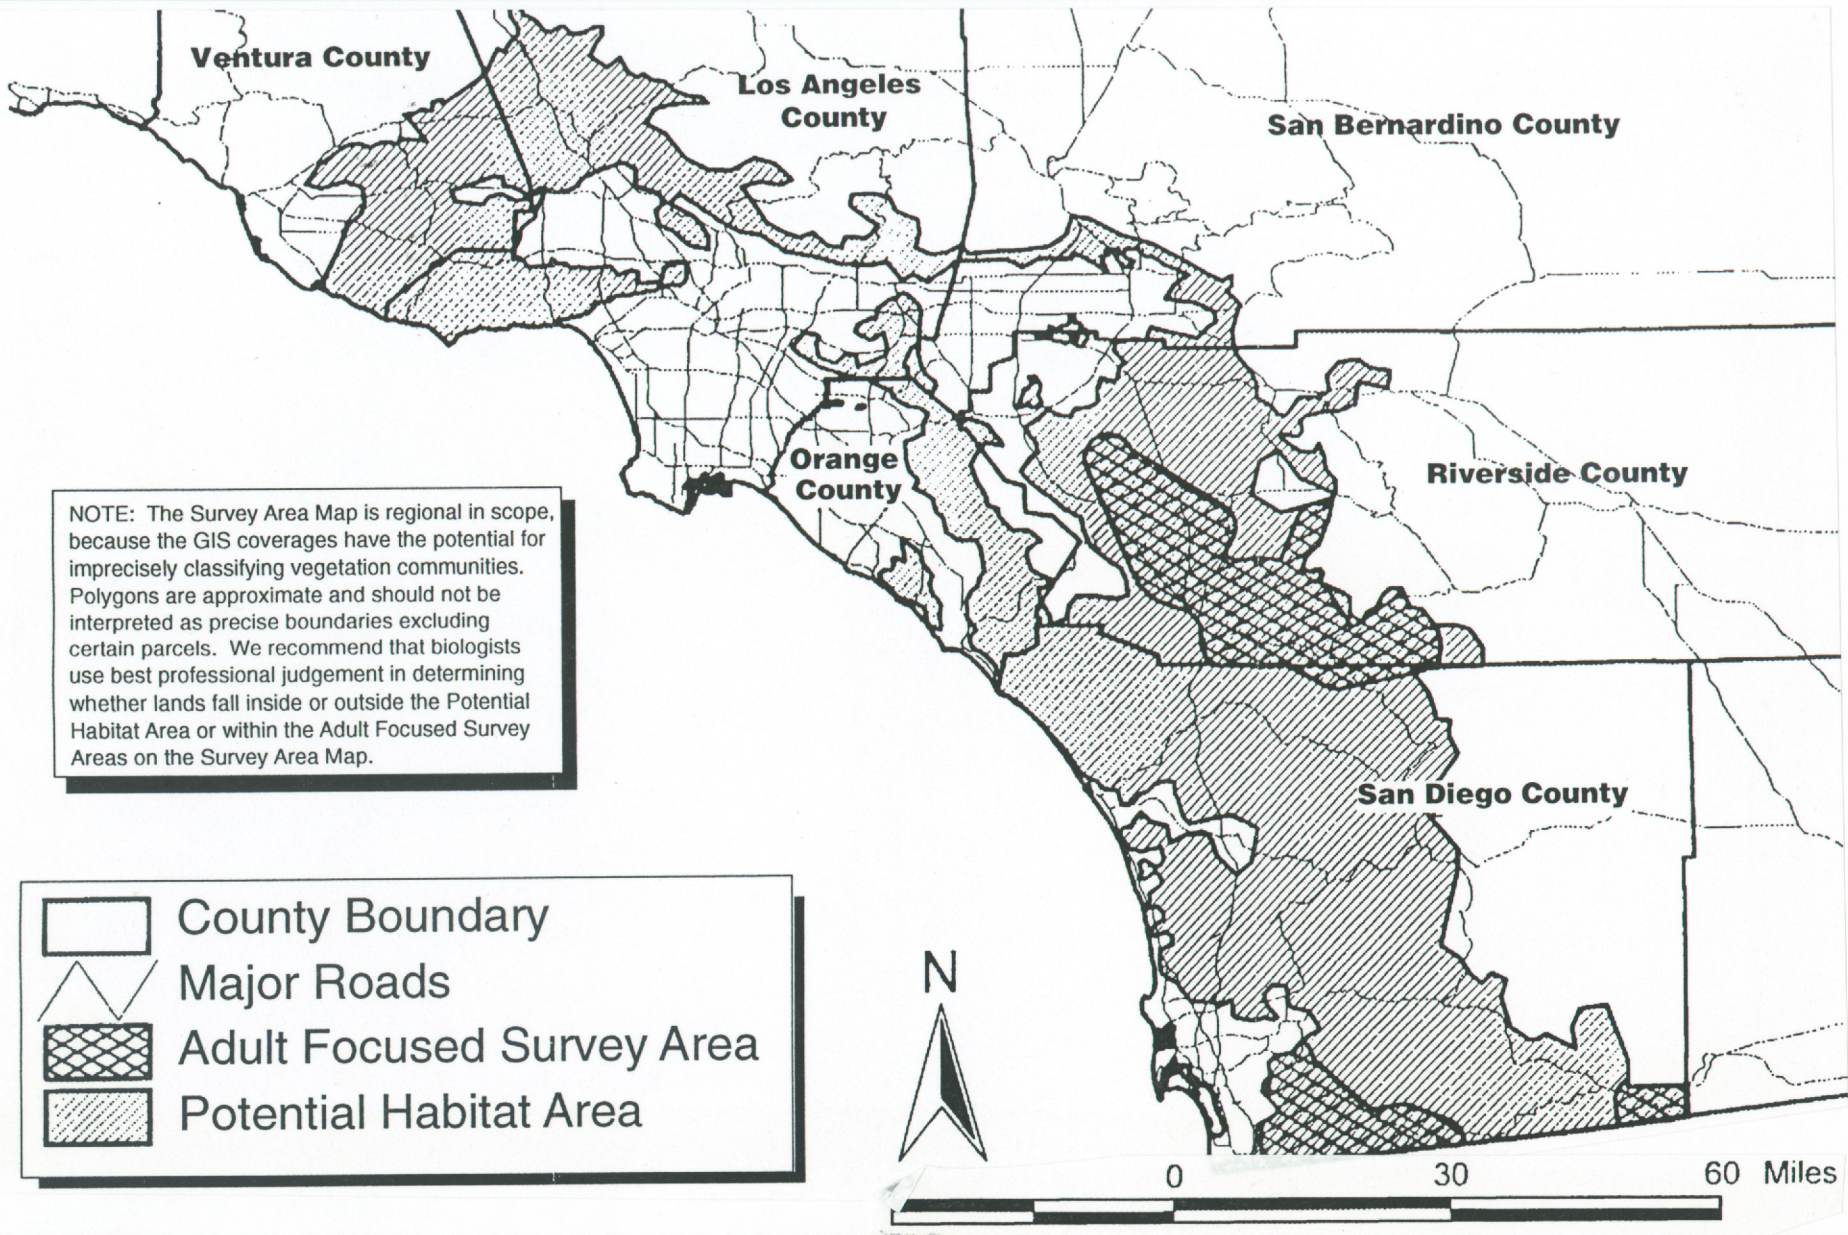 Ventura County
Los Angeles
County
San Bernardino County
Orange
County
Riverside County
NOTE: The Survey Area Map is regional in scope,
because the GIS coverages have the potential for
imprecisely classifying vegetation communities.
Polygons are approximate and should not be
interpreted as precise boundaries excluding
certain parcels. We recommend that biologists
use best professional judgement in determining
whether lands fall inside or outside the Potential
Habitat Area or within the Adult Focused Survey
Areas on the Survey Area Map.
San Diego County
County Boundary
Major Roads
Adult Focused Survey Area
Potential Habitat Area
N
0 30 60 Miles